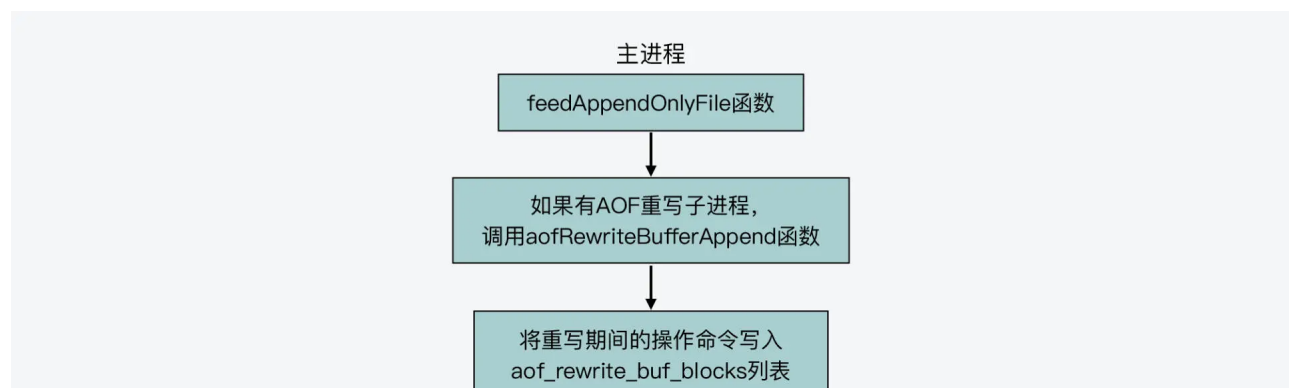 主进程
feedAppendOnlyFile函数
如果有AOF重写子进程，
调用aofRewriteBufferAppend函数
将重写期间的操作命令写入
aof_rewrite_buf_blocks列表